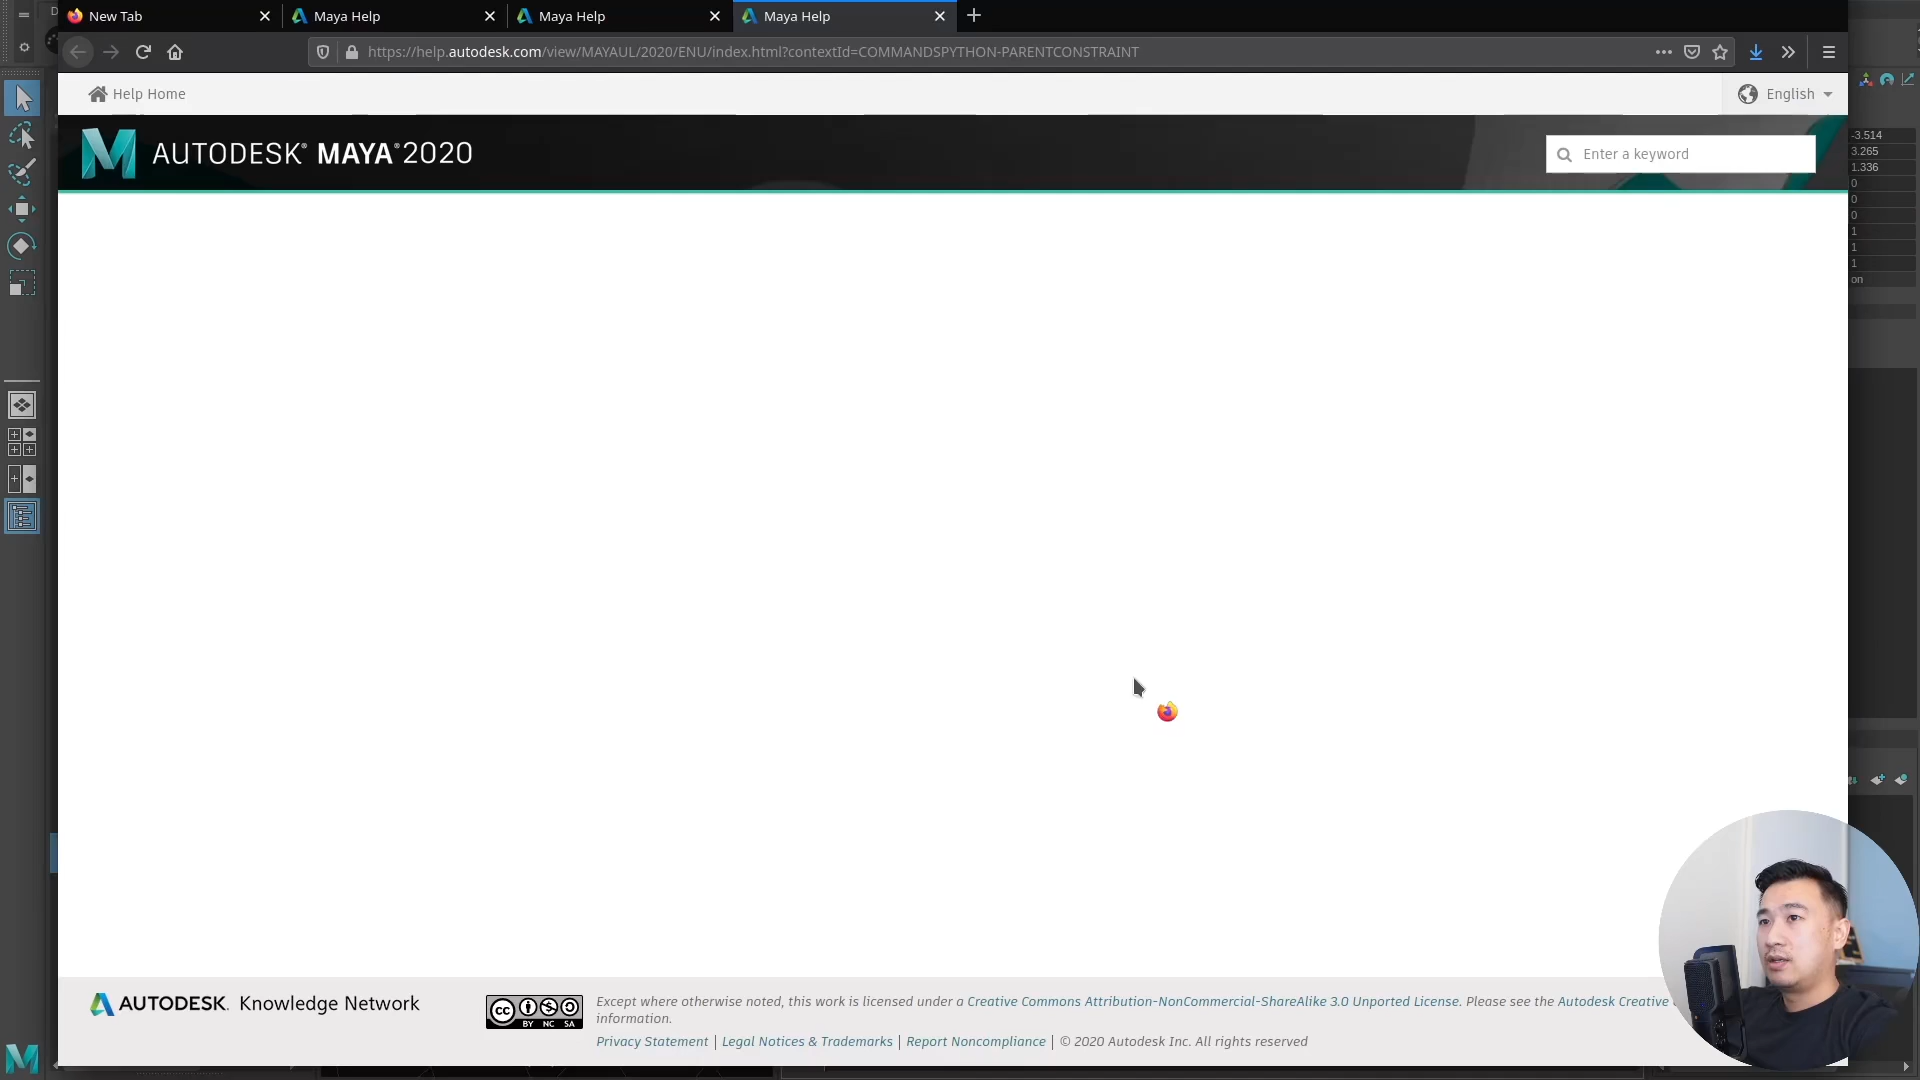 New Tab
Maya Help
Maya Help
Maya Help
https://help.autodesk.com/view/MAYAUL/2020/ENU/index.html?contextId=COMMANDSPYTHON-PARENTCONSTRAINT
Help Home
English
AUTODESK® MAYA® 2020
Enter a keyword
-3.514
3.265
1.336
0
0
0
1
1
1
on
AUTODESK. Knowledge Network
CC BY NC SA
Except where otherwise noted, this work is licensed under a Creative Commons Attribution-NonCommercial-ShareAlike 3.0 Unported License. Please see the Autodesk Creative
information.
Privacy Statement | Legal Notices & Trademarks | Report Noncompliance | © 2020 Autodesk Inc. All rights reserved